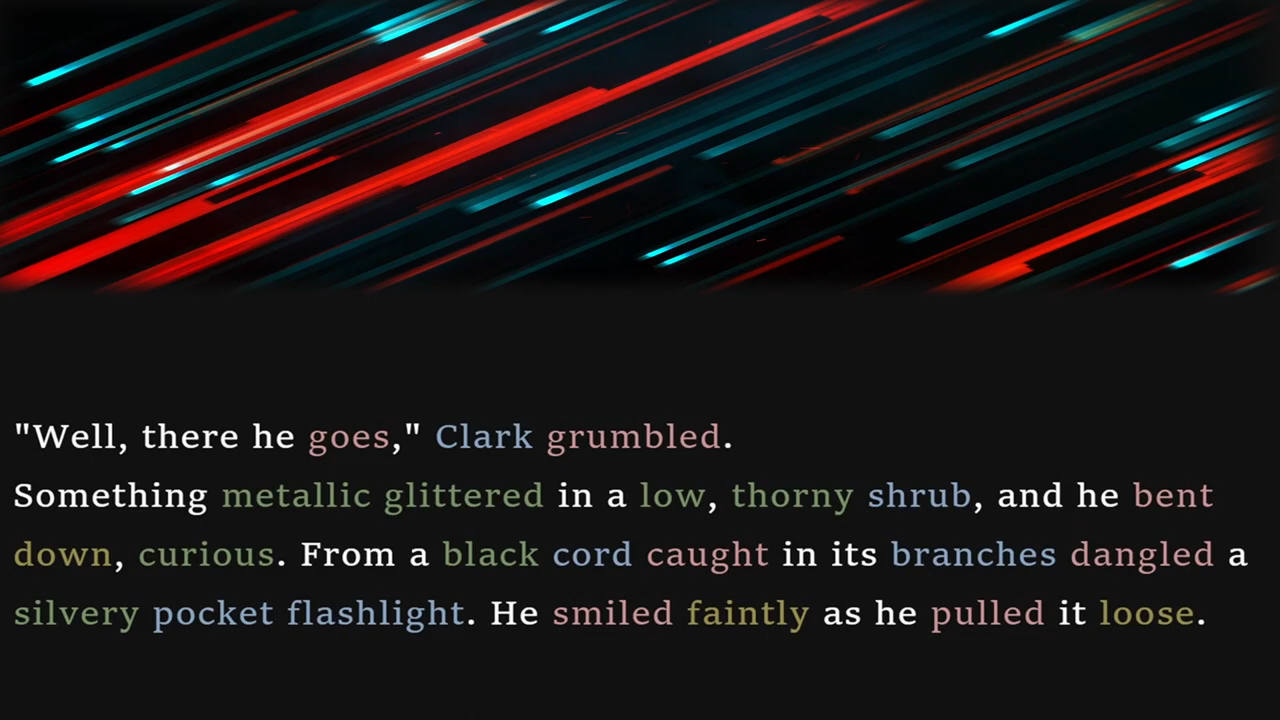 "Well, there he goes," Clark grumbled.
Something metallic glittered in a low, thorny shrub, and he bent
down, curious. From a black cord caught in its branches dangled a
silvery pocket flashlight. He smiled faintly as he pulled it loose.